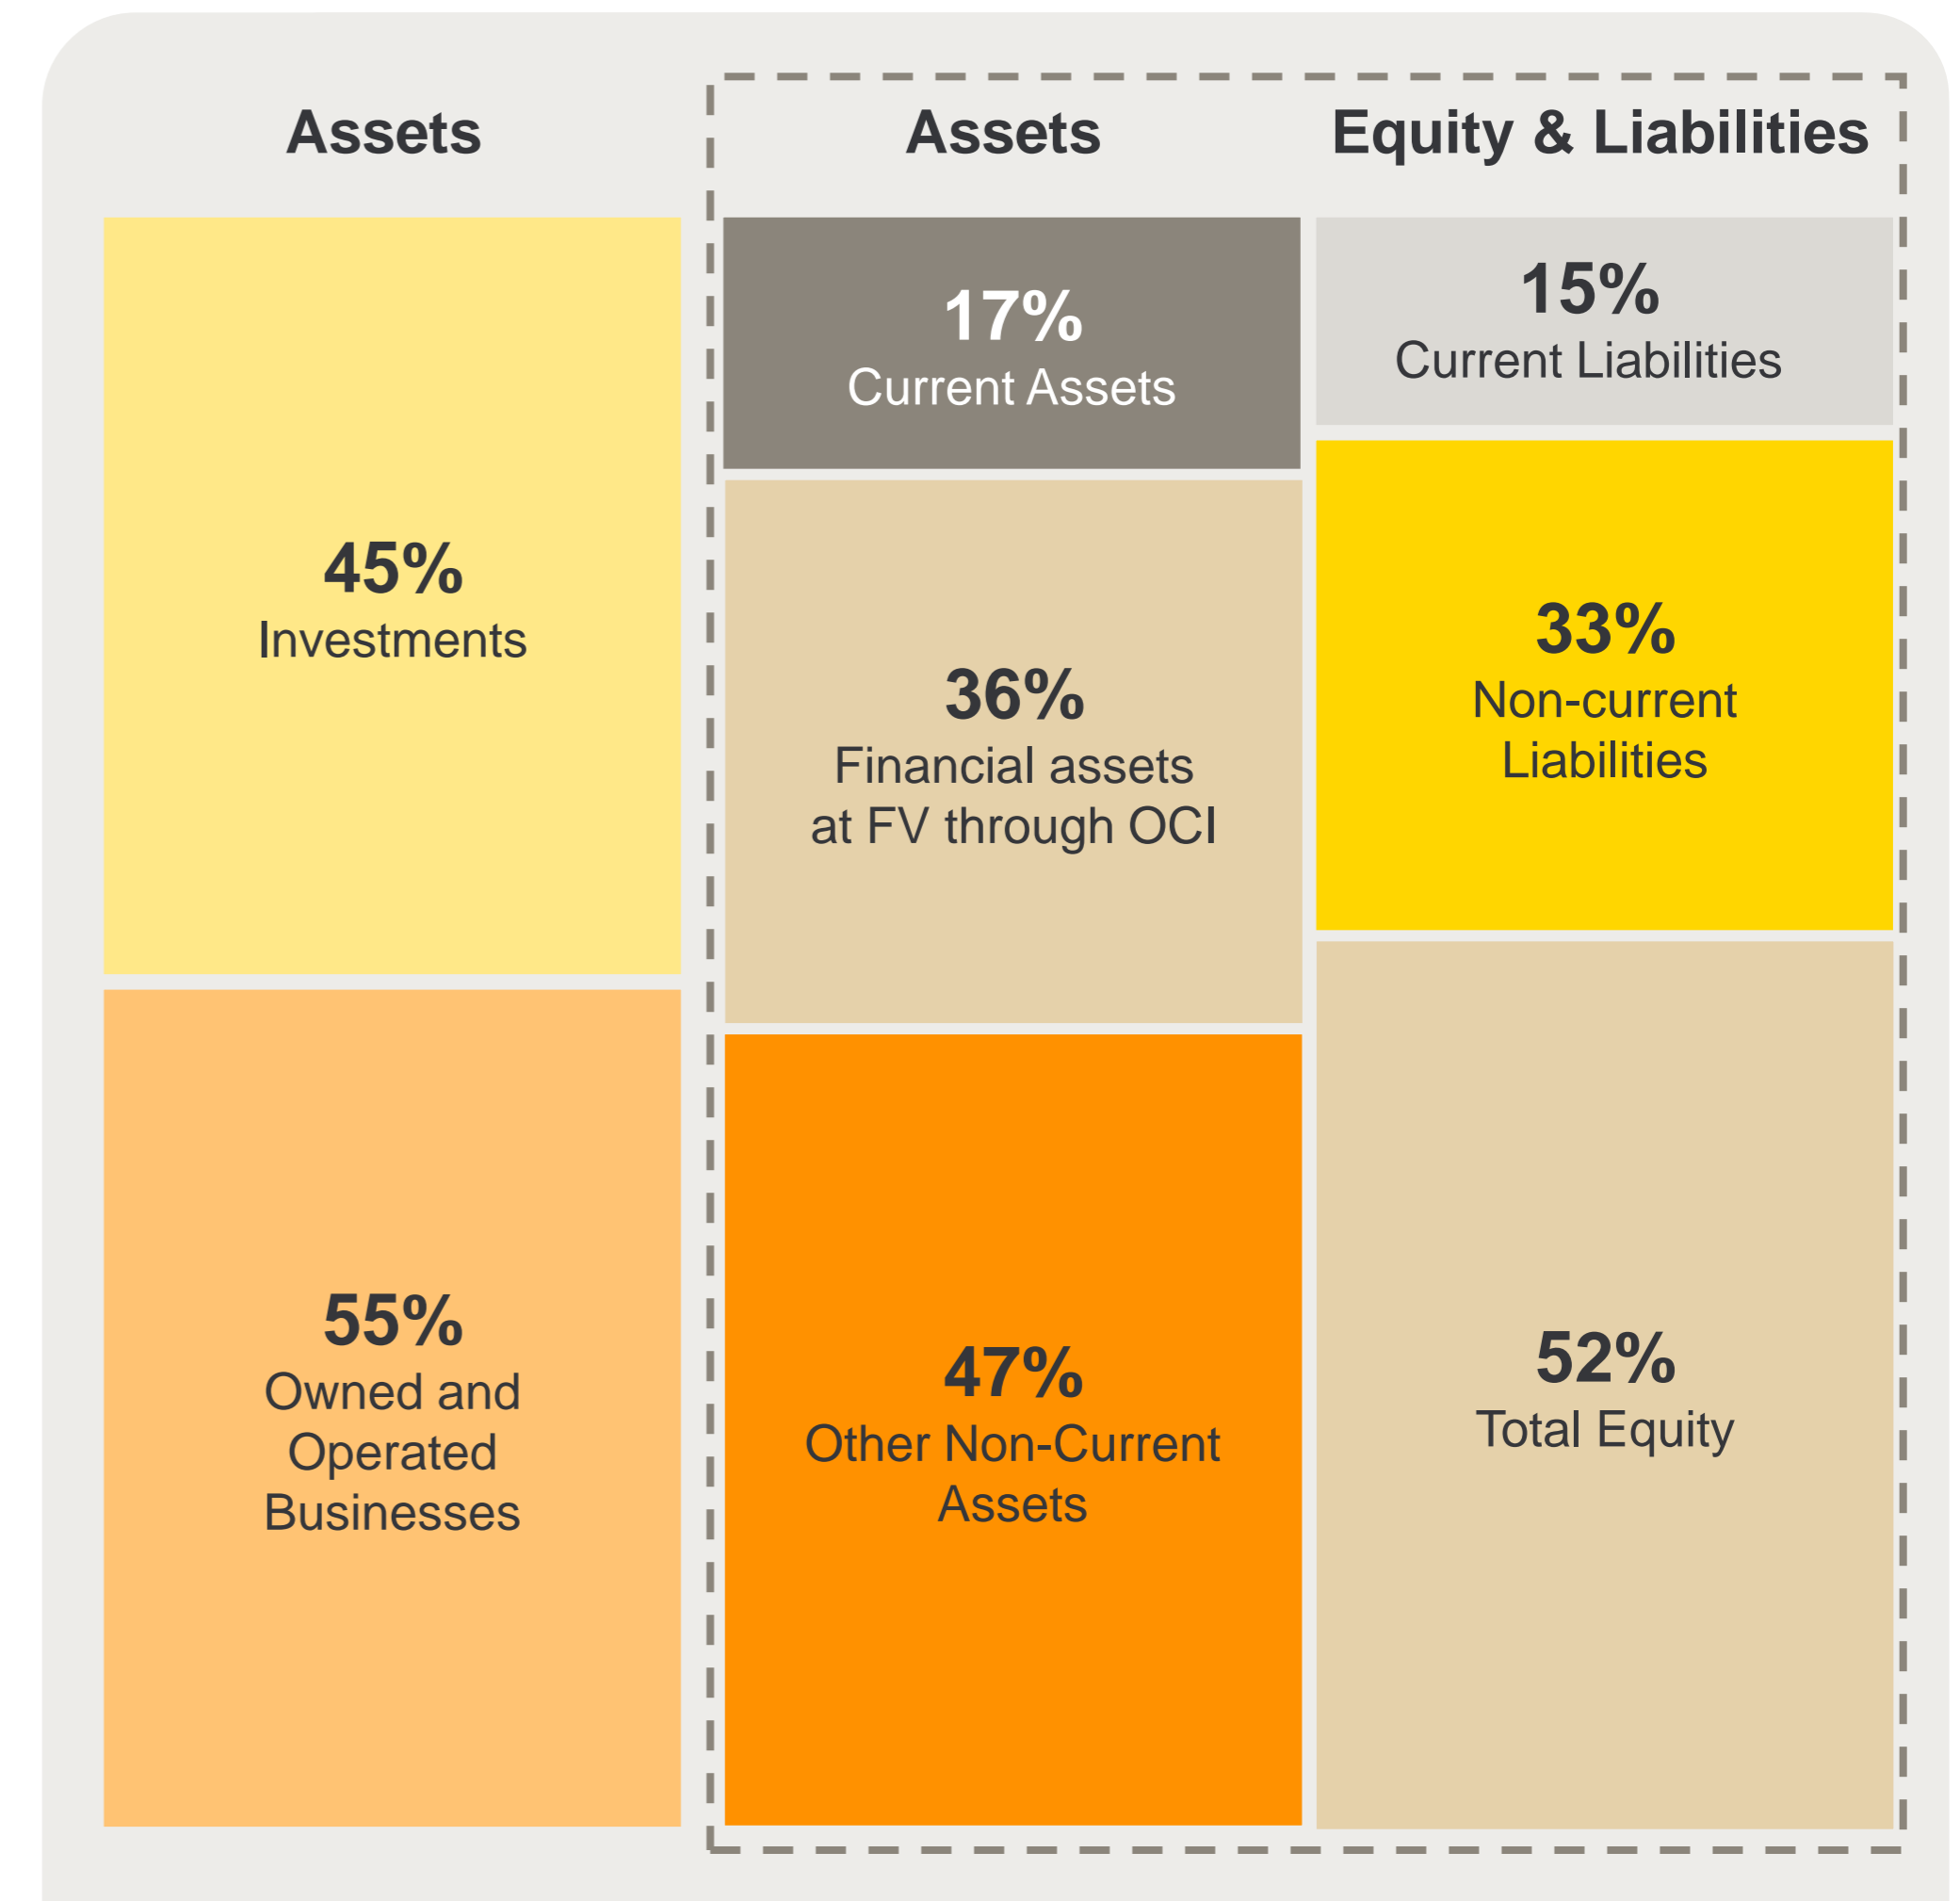 Assets
45%
Investments
55%
Owned and
Operated
Businesses
Assets
17%
Current Assets
36%
Financial assets
at FV through OCI
47%
Other Non-Current
Assets
Equity & Liabilities
15%
Current Liabilities
33%
Non-current
Liabilities
52%
Total Equity